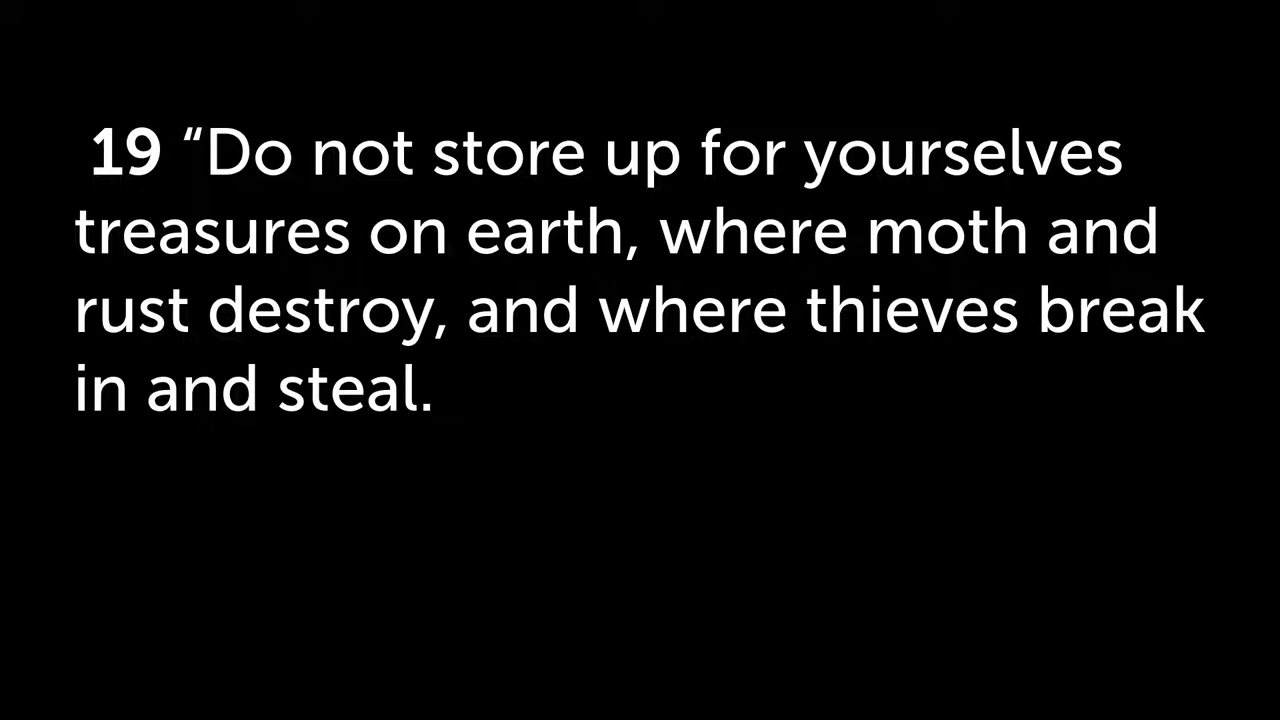 19 “Do not store up for yourselves
treasures on earth, where moth and
rust destroy, and where thieves break
in and steal.